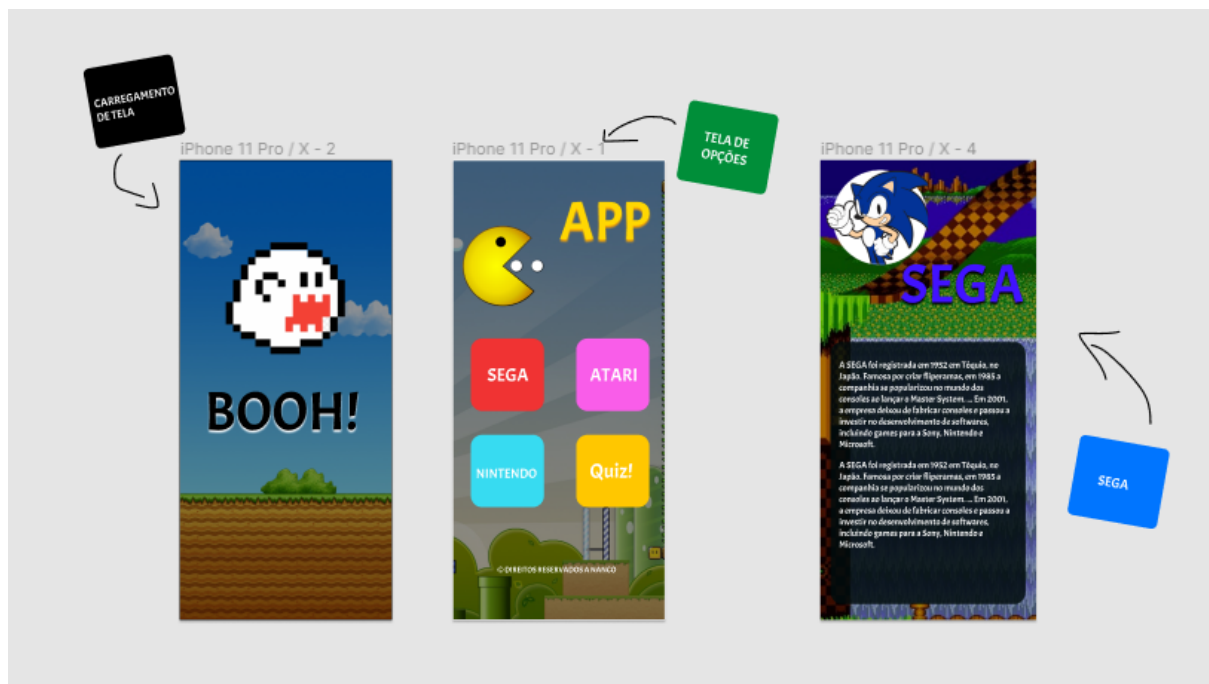 CARREGAMENTO
DE TELA
iPhone 11 Pro / X - 2
BOOH!
iPhone 11 Pro / X - 1
TELA DE
OPÇÕES
APP
SEGA
ATARI
NINTENDO
Quiz!
© DIREITOS RESERVADOS A NANCO
iPhone 11 Pro / X - 4
SEGA
A SEGA foi registrada em 1952 em Tóquio, no
Japão. Famosa por criar fliperamas, em 1985 a
companhia se popularizou no mundo dos
consoles ao lançar o Master System. ... Em 2001,
a empresa deixou de fabricar consoles e passou a
investir no desenvolvimento de softwares,
incluindo games para a Sony, Nintendo e
Microsoft.
A SEGA foi registrada em 1952 em Tóquio, no
Japão. Famosa por criar fliperamas, em 1985 a
companhia se popularizou no mundo dos
consoles ao lançar o Master System. ... Em 2001,
a empresa deixou de fabricar consoles e passou a
investir no desenvolvimento de softwares,
incluindo games para a Sony, Nintendo e
Microsoft.
SEGA